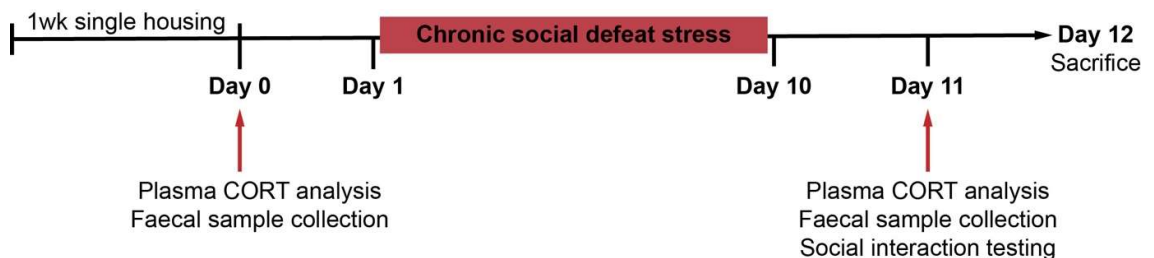 1wk single housing
Chronic social defeat stress
Day 12
Sacrifice
Day 0
Day 1
Day 10
Day 11
Plasma CORT analysis
Faecal sample collection
Plasma CORT analysis
Faecal sample collection
Social interaction testing